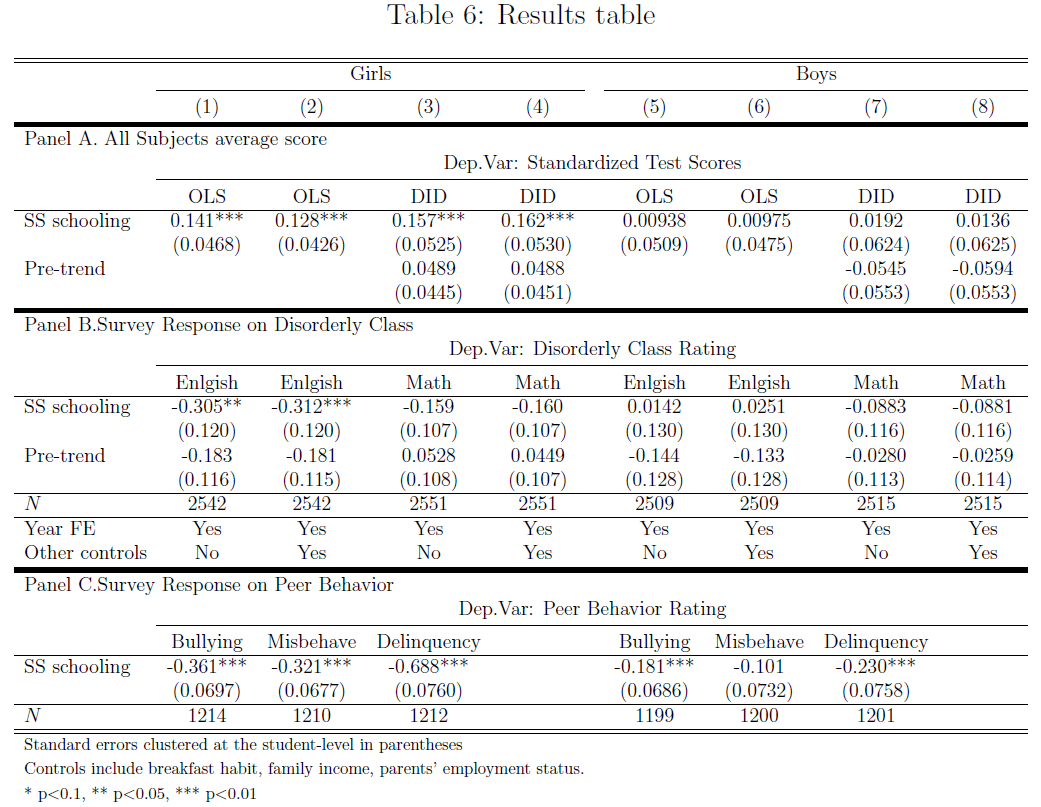 Table 6: Results table
Girls Boys
(1) (2) (3) (4) (5) (6) (7) (8)
Panel A. All Subjects average score
Dep.Var: Standardized Test Scores
OLS OLS DID DID OLS OLS DID DID
SS schooling 0.141*** 0.128*** 0.157*** 0.162*** 0.00938 0.00975 0.0192 0.0136
(0.0468) (0.0426) (0.0525) (0.0530) (0.0509) (0.0475) (0.0624) (0.0625)
Pre-trend 0.0489 0.0488 -0.0545 -0.0594
(0.0445) (0.0451) (0.0553) (0.0553)
Panel B.Survey Response on Disorderly Class
Dep.Var: Disorderly Class Rating
Enlgish Enlgish Math Math Enlgish Enlgish Math Math
SS schooling -0.305** -0.312*** -0.159 -0.160 0.0142 0.0251 -0.0883 -0.0881
(0.120) (0.120) (0.107) (0.107) (0.130) (0.130) (0.116) (0.116)
Pre-trend -0.183 -0.181 0.0528 0.0449 -0.144 -0.133 -0.0280 -0.0259
(0.116) (0.115) (0.108) (0.107) (0.128) (0.128) (0.113) (0.114)
N 2542 2542 2551 2551 2509 2509 2515 2515
Year FE Yes Yes Yes Yes Yes Yes Yes Yes
Other controls No Yes No Yes No Yes No Yes
Panel C.Survey Response on Peer Behavior
Dep.Var: Peer Behavior Rating
Bullying Misbehave Delinquency Bullying Misbehave Delinquency
SS schooling -0.361*** -0.321*** -0.688*** -0.181*** -0.101 -0.230***
(0.0697) (0.0677) (0.0760) (0.0686) (0.0732) (0.0758)
N 1214 1210 1212 1199 1200 1201
Standard errors clustered at the student-level in parentheses
Controls include breakfast habit, family income, parents' employment status.
* p<0.1, ** p<0.05, *** p<0.01